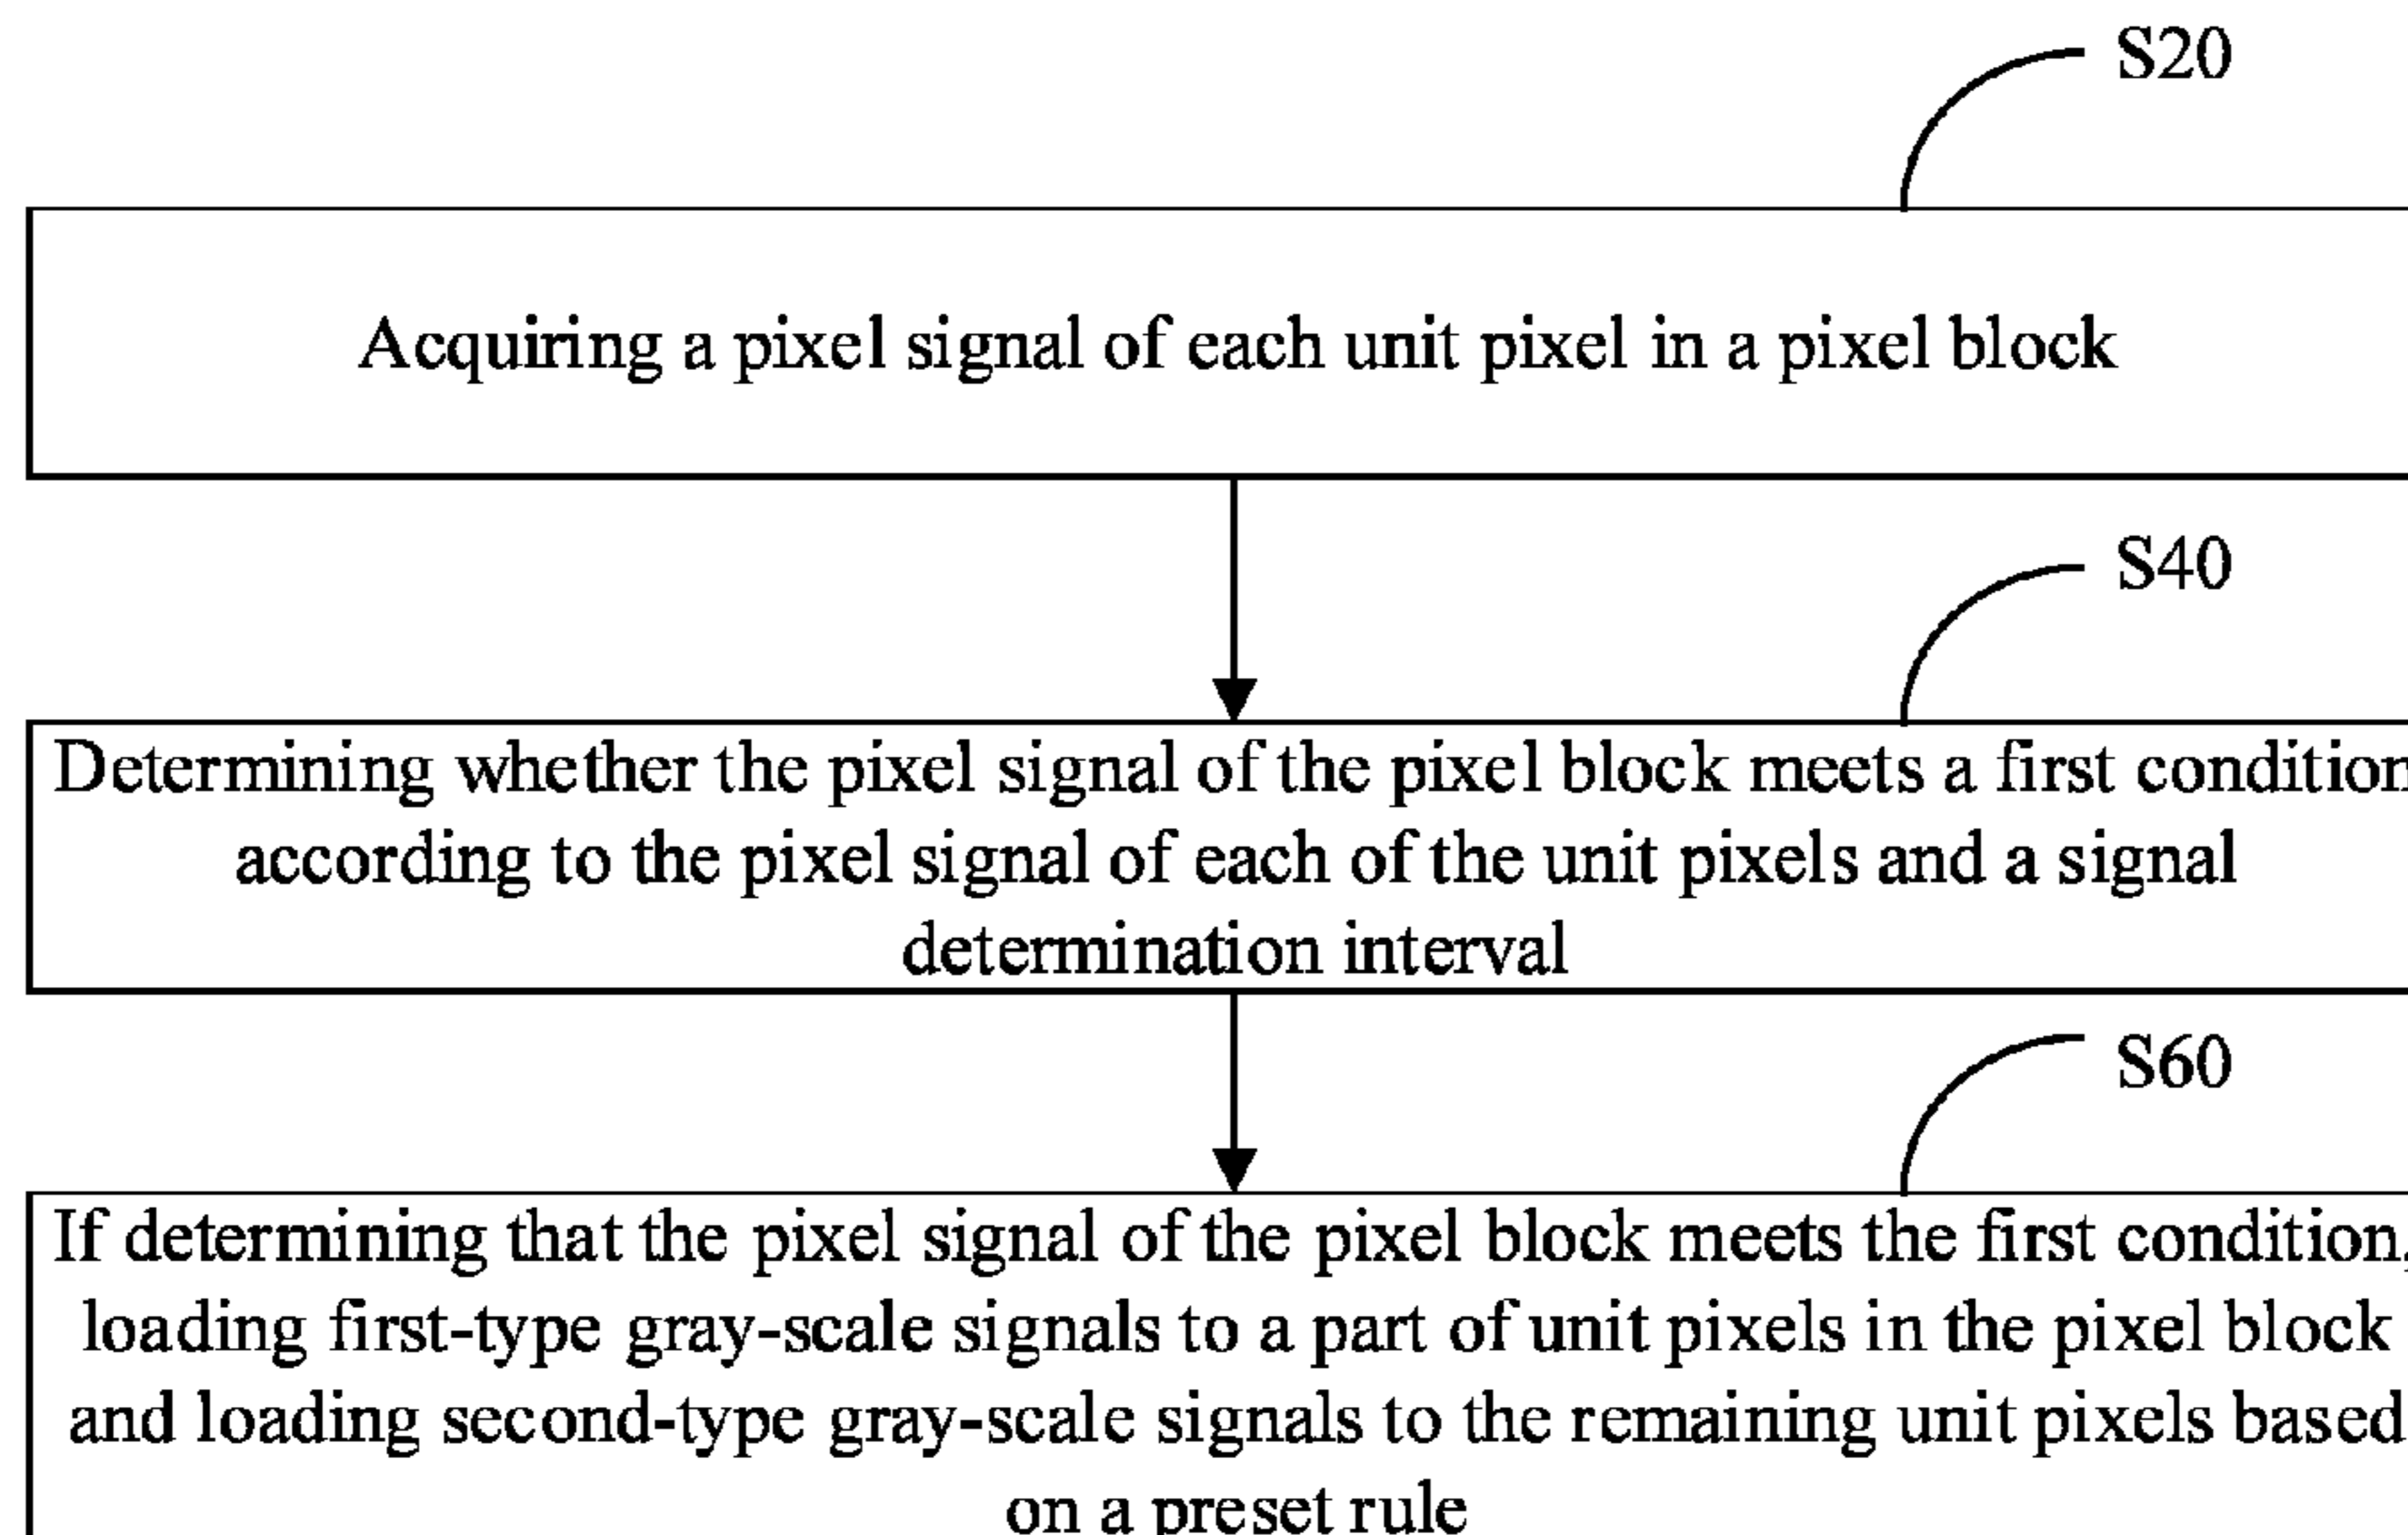 S20
Acquiring a pixel signal of each unit pixel in a pixel block
S40
Determining whether the pixel signal of the pixel block meets a first condition
according to the pixel signal of each of the unit pixels and a signal
determination interval
S60
If determining that the pixel signal of the pixel block meets the first condition,
loading first-type gray-scale signals to a part of unit pixels in the pixel block
and loading second-type gray-scale signals to the remaining unit pixels based
on a preset rule